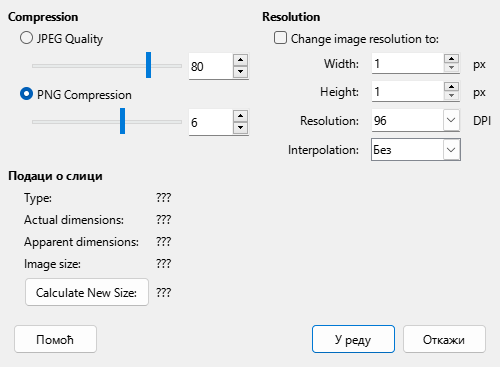 Compression
JPEG Quality
80
PNG Compression
6
Resolution
Change image resolution to:
Width: 1 px
Height: 1 px
Resolution: 96 DPI
Interpolation: Без
Подаци о слици
Type: ???
Actual dimensions: ???
Apparent dimensions: ???
Image size: ???
Calculate New Size: ???
Помоћ
У реду
Откажи